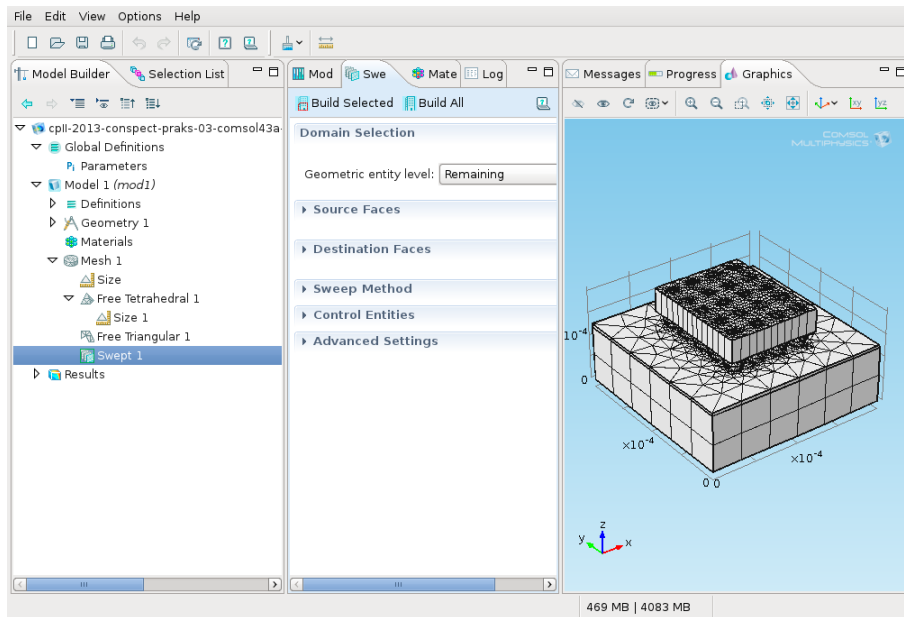 File Edit View Options Help
Model Builder Selection List
Mod Swe Mate Log
Messages Progress Graphics
Build Selected Build All
cpII-2013-conspect-praks-03-comsol43a-
Global Definitions
Pi Parameters
Model 1 (mod1)
Definitions
Geometry 1
Materials
Mesh 1
Size
Free Tetrahedral 1
Size 1
Free Triangular 1
Swept 1
Results
Domain Selection
Geometric entity level: Remaining
Source Faces
Destination Faces
Sweep Method
Control Entities
Advanced Settings
xy yz
COMSOL
MULTIPHYSICS
10-4
0
×10-4
×10-4
0 0
z
y
x
469 MB | 4083 MB